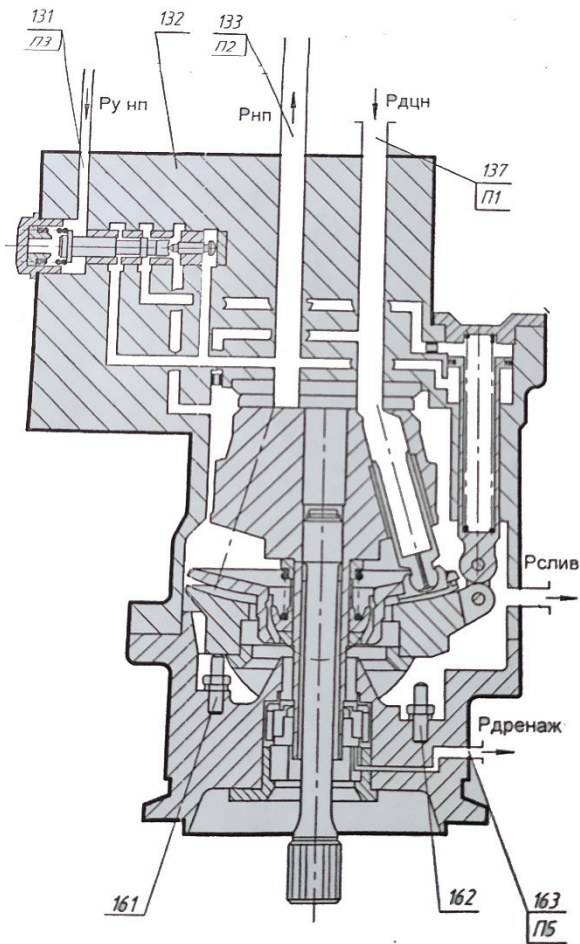 131
П3
132
133
П2
Ру нп
Рнп
Рдцн
137
П1
Рслив
Рдренаж
161
162
163
П5